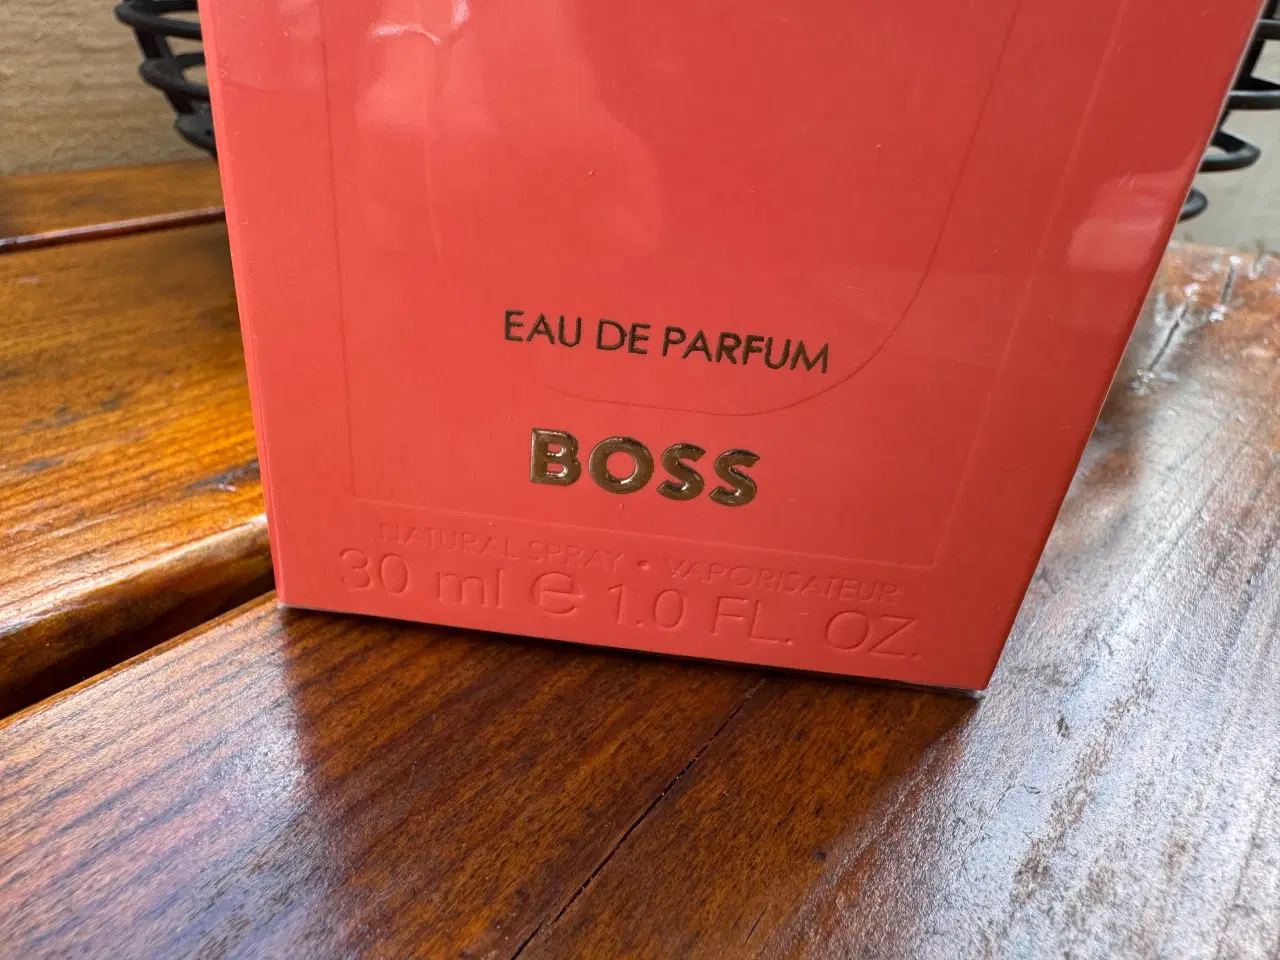 EAU DE PARFUM
BOSS
NATURAL SPRAY • VAPORISATEUR
30 ml ℮ 1.0 FL. OZ.